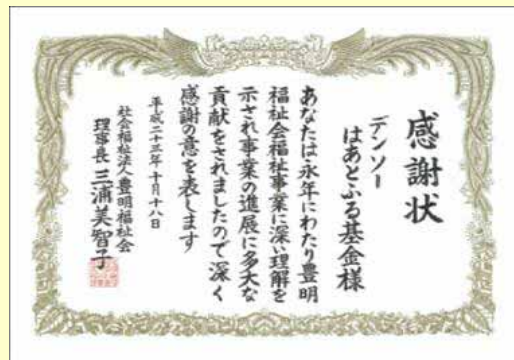 感謝状
デンソー
はあとふる基金様
あなたは永年にわたり豊明
福祉会福祉事業に深い理解を
示され事業の進展に多大な
貢献をされましたので深く
感謝の意を表します
平成二十三年十月十八日
社会福祉法人豊明福祉会
理事長 三浦美智子